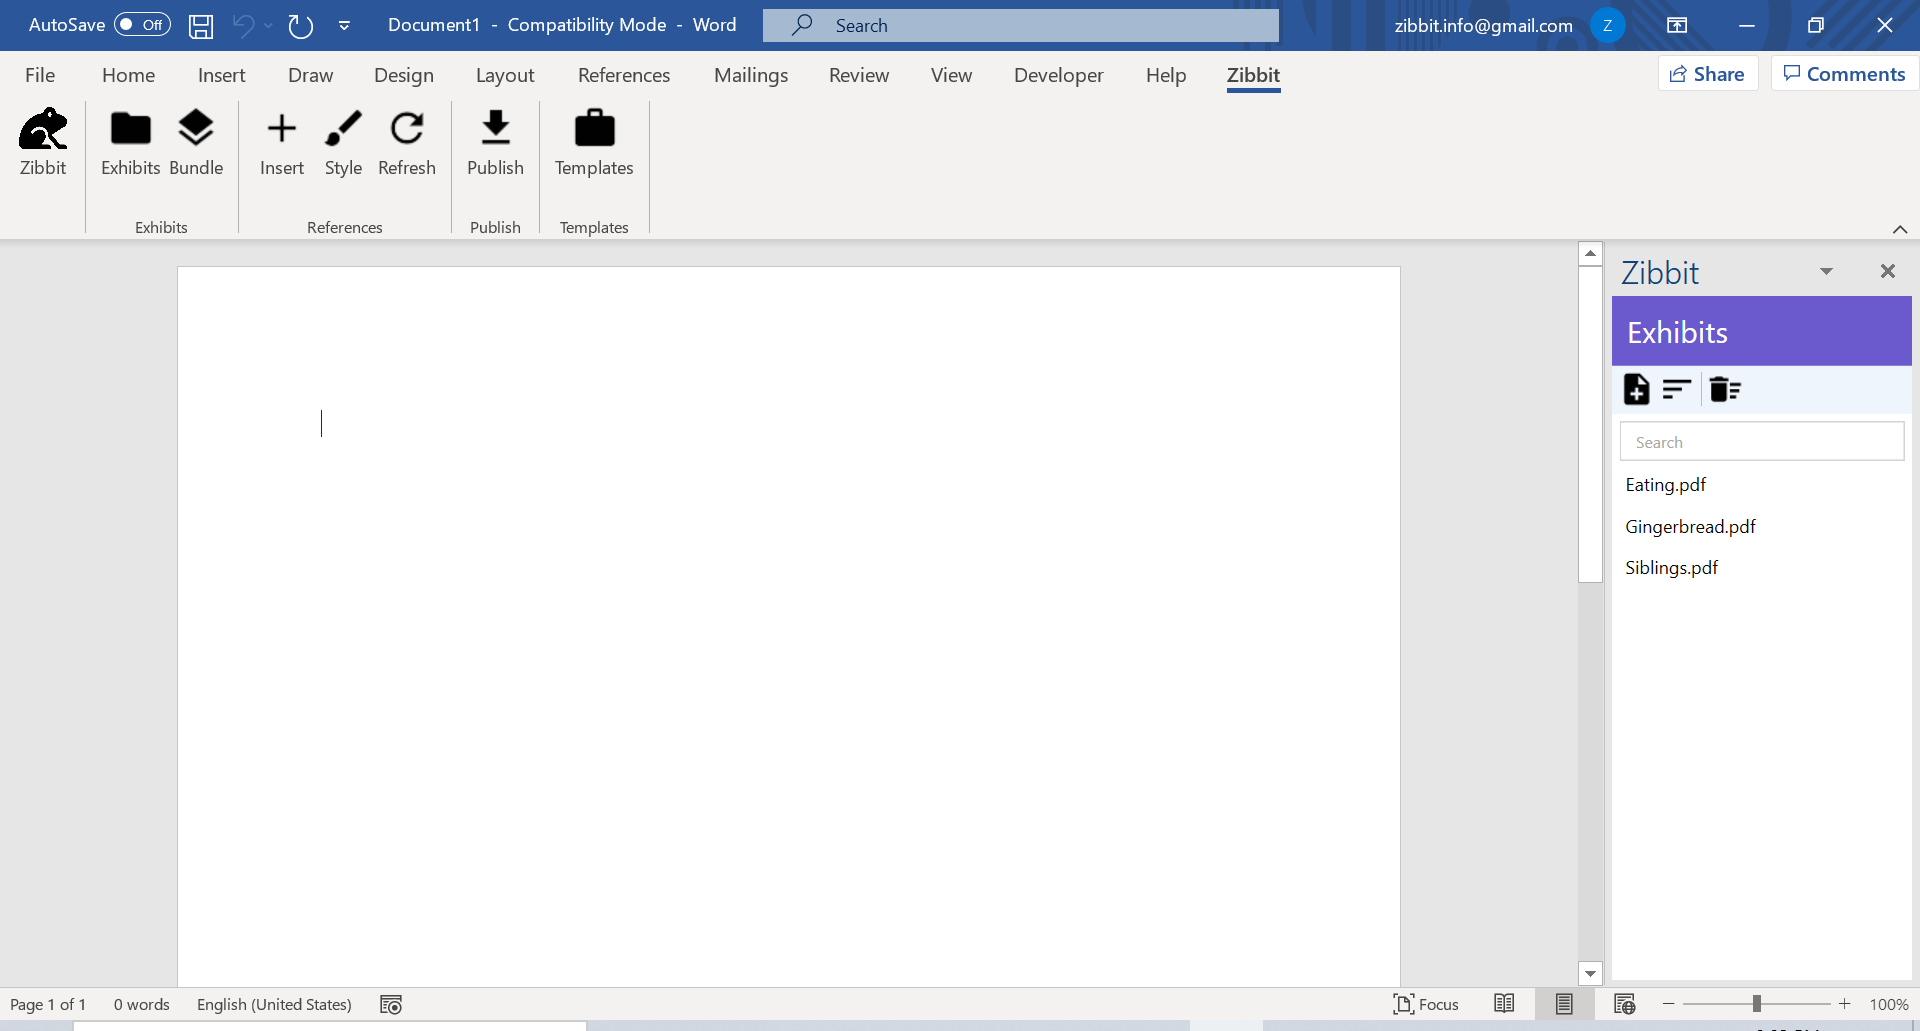 AutoSave Off Document1 - Compatibility Mode - Word Search zibbit.info@gmail.com Z
File Home Insert Draw Design Layout References Mailings Review View Developer Help Zibbit Share Comments
Zibbit Exhibits Bundle Insert Style Refresh Publish Templates
Exhibits References Publish Templates
Zibbit
Exhibits
Search
Eating.pdf
Gingerbread.pdf
Siblings.pdf
Page 1 of 1 0 words English (United States) Focus 100%